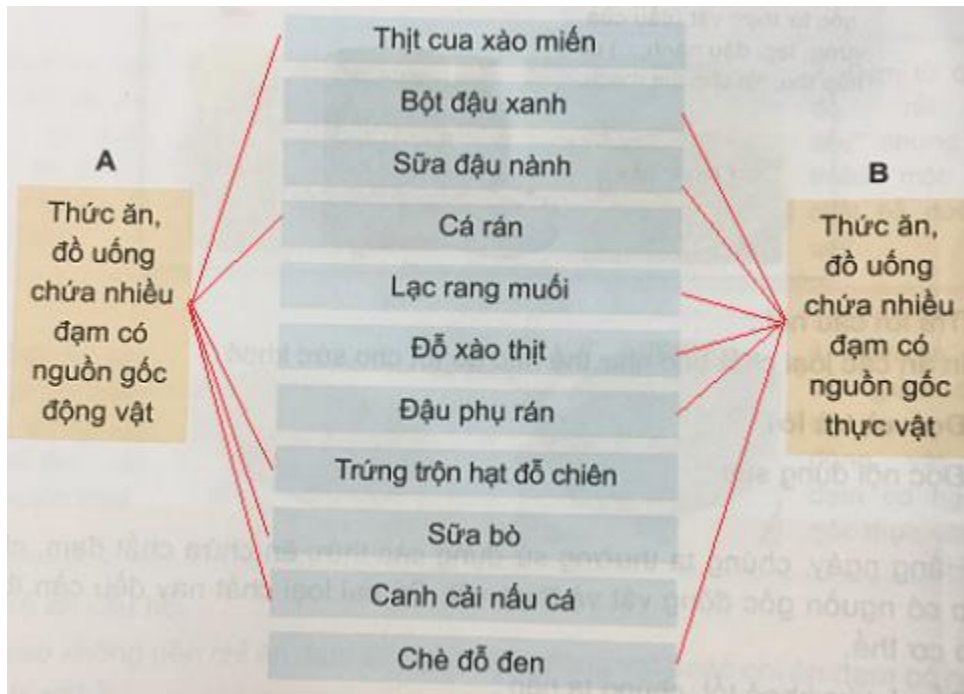 Thịt cua xào miến
Bột đậu xanh
Sữa đậu nành
Cá rán
Lạc rang muối
Đỗ xào thịt
Đậu phụ rán
Trứng trộn hạt đỗ chiên
Sữa bò
Canh cải nấu cá
Chè đỗ đen
A
Thức ăn,
đồ uống
chứa nhiều
đạm có
nguồn gốc
động vật
B
Thức ăn,
đồ uống
chứa nhiều
đạm có
nguồn gốc
thực vật